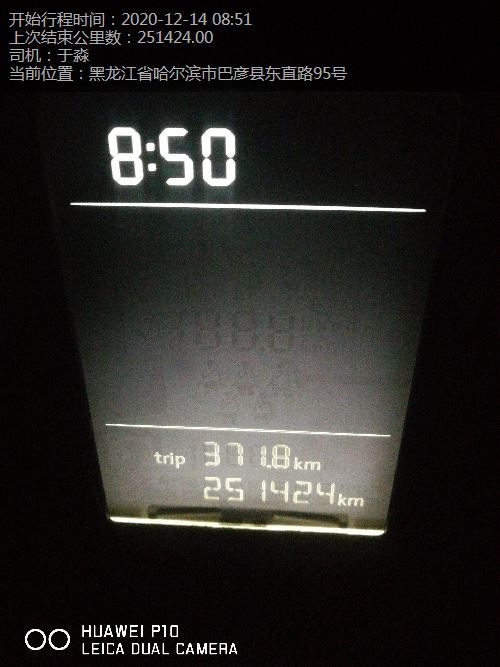 开始行程时间：2020-12-14 08:51
上次结束公里数：251424.00
司机：于淼
当前位置：黑龙江省哈尔滨市巴彦县东直路95号
8:50
trip 371.8km
251424km
HUAWEI P10
LEICA DUAL CAMERA